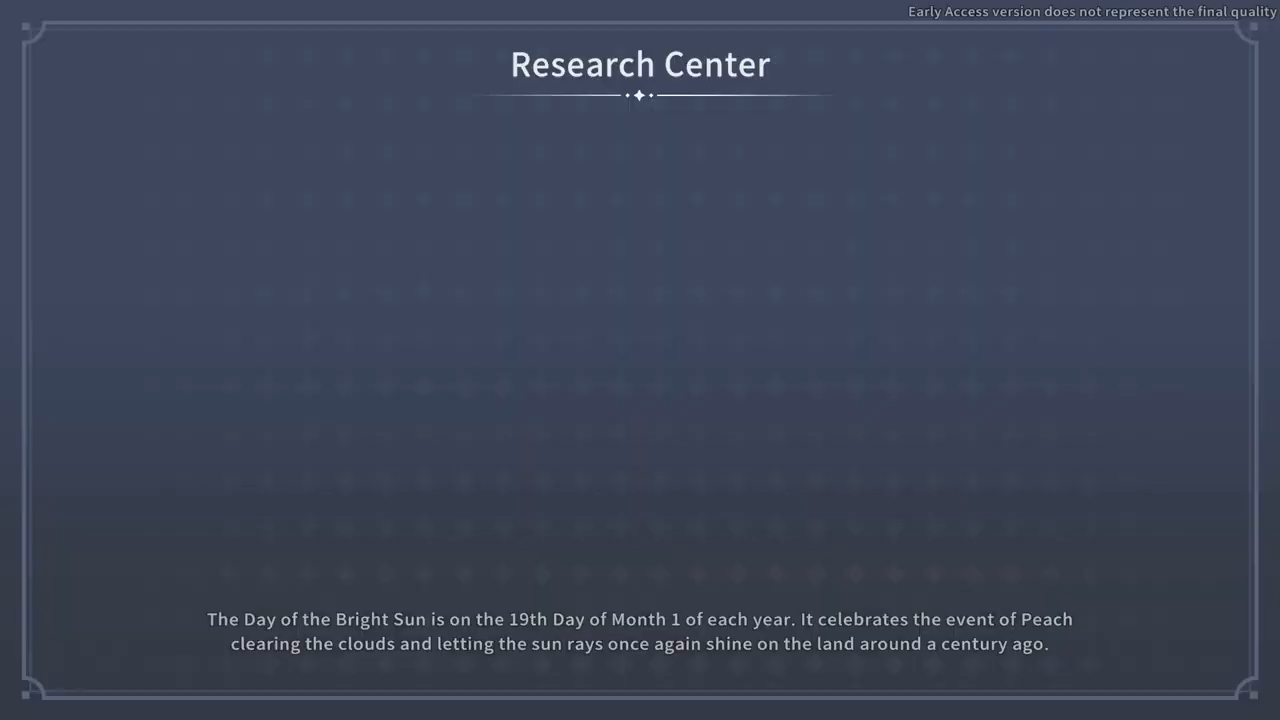 Early Access version does not represent the final quality
Research Center
The Day of the Bright Sun is on the 19th Day of Month 1 of each year. It celebrates the event of Peach
clearing the clouds and letting the sun rays once again shine on the land around a century ago.